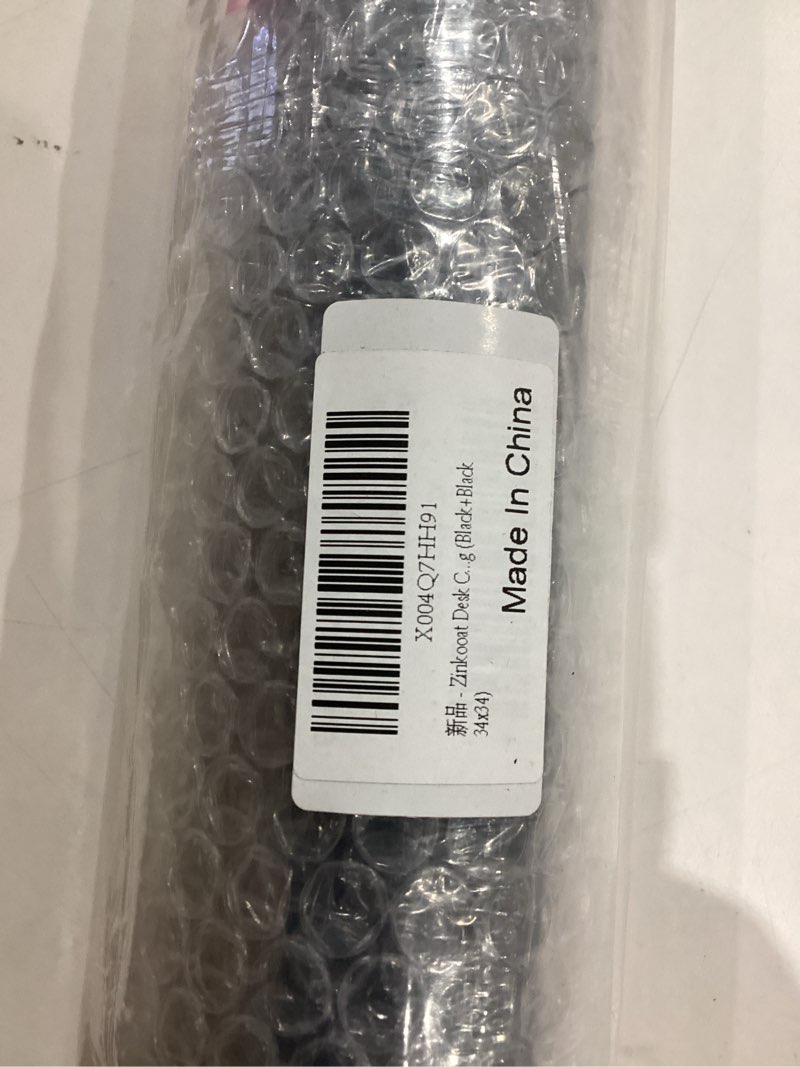 X004Q7HH91
新品 - Zinkooat Desk C...g (Black+Black
34x34)
Made In China